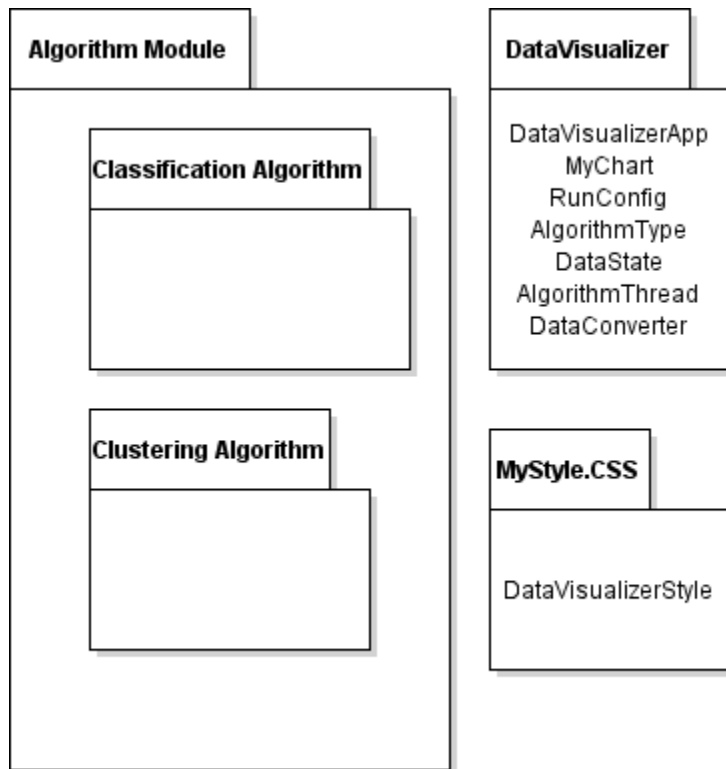 Algorithm Module
Classification Algorithm
Clustering Algorithm
DataVisualizer
DataVisualizerApp
MyChart
RunConfig
AlgorithmType
DataState
AlgorithmThread
DataConverter
MyStyle.CSS
DataVisualizerStyle